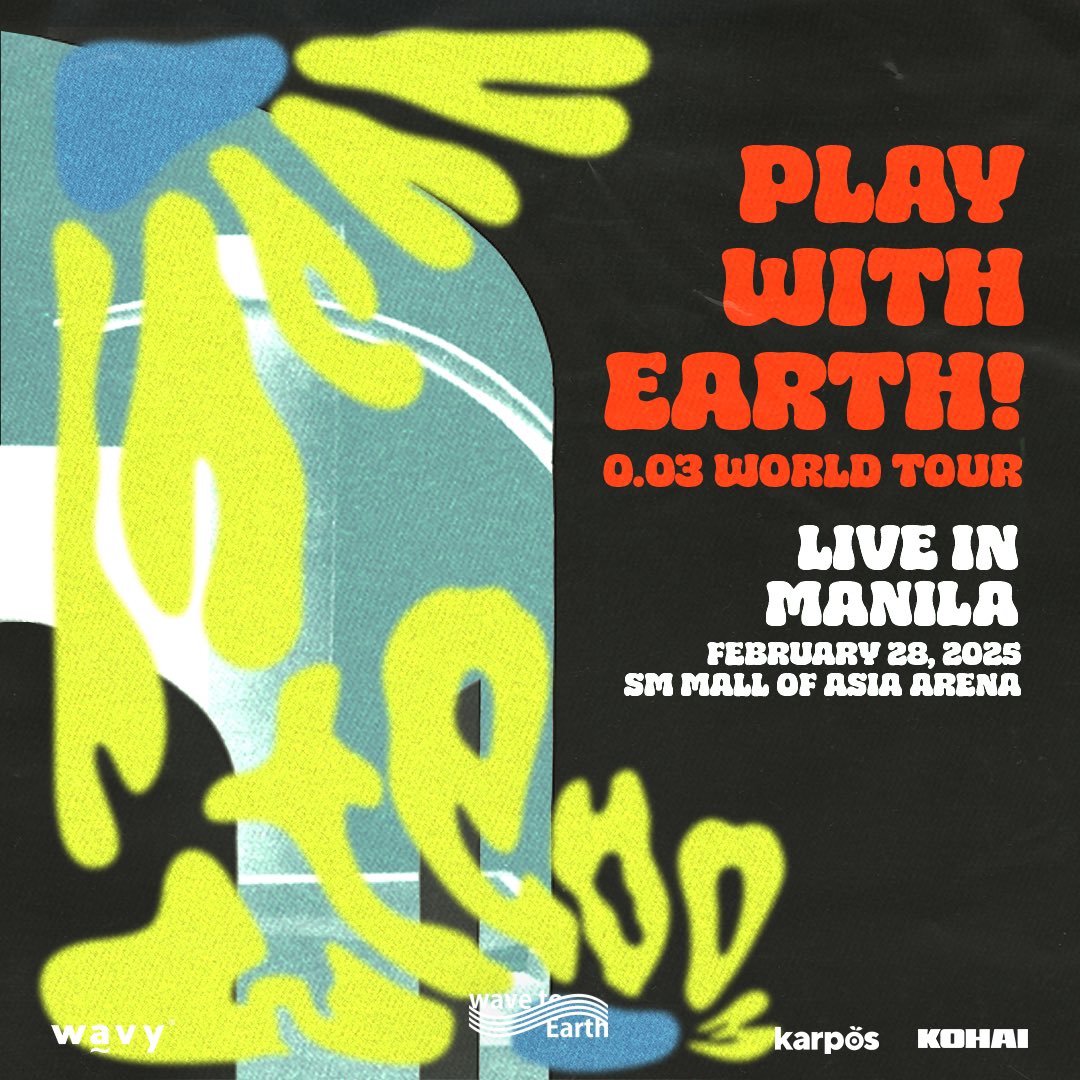 PLAY
WITH
EARTH!
0.03 WORLD TOUR
LIVE IN
MANILA
FEBRUARY 28, 2025
SM MALL OF ASIA ARENA
wavy
wave to
Earth
karpos
KOHAI